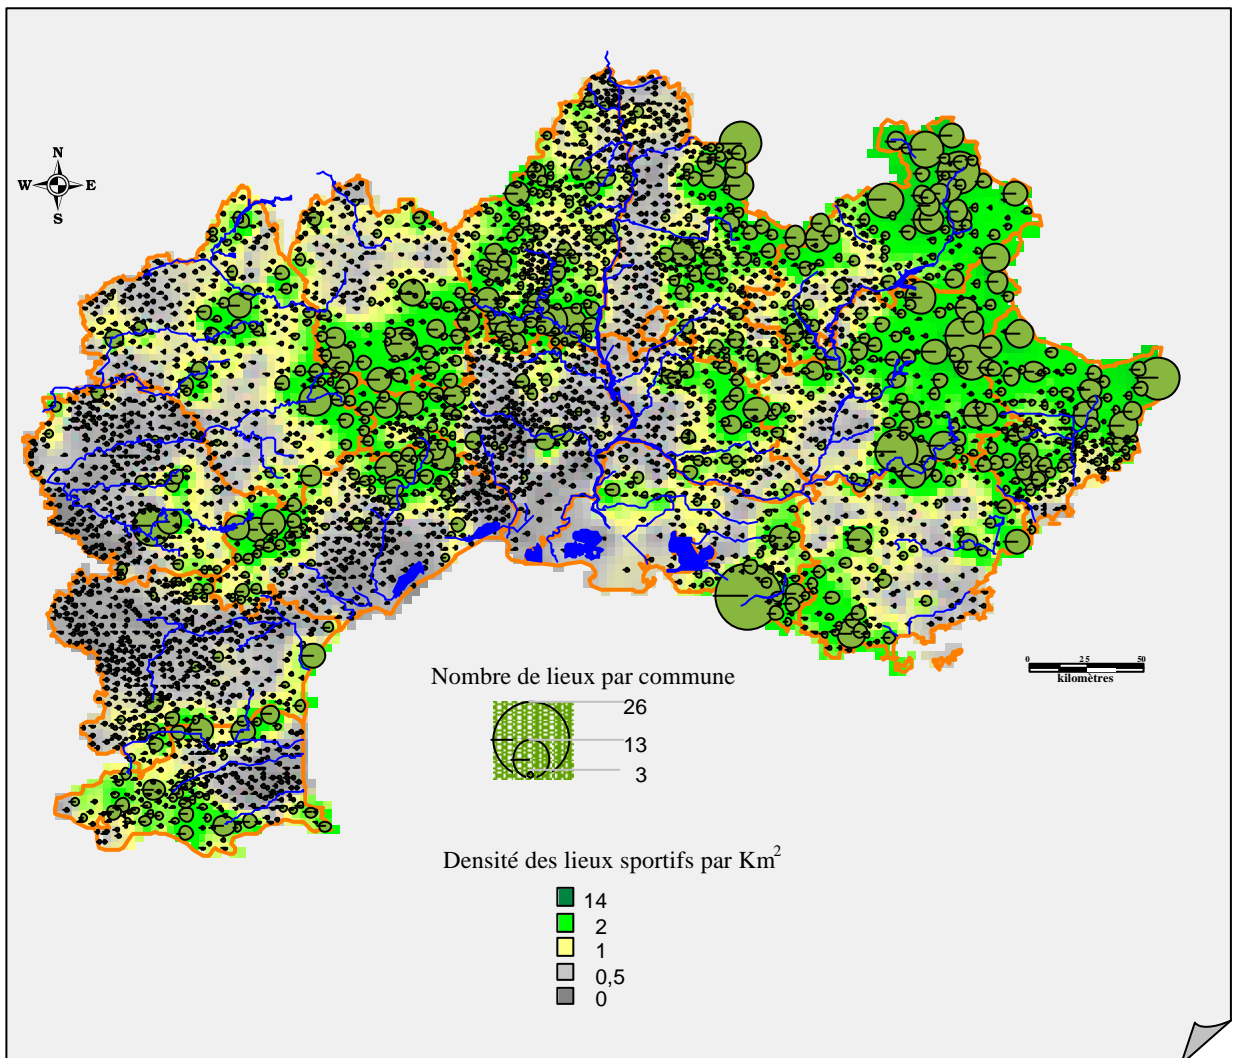 N
W E
S
0 25 50
kilomètres
Nombre de lieux par commune
26
13
3
Densité des lieux sportifs par Km2
14
2
1
0,5
0